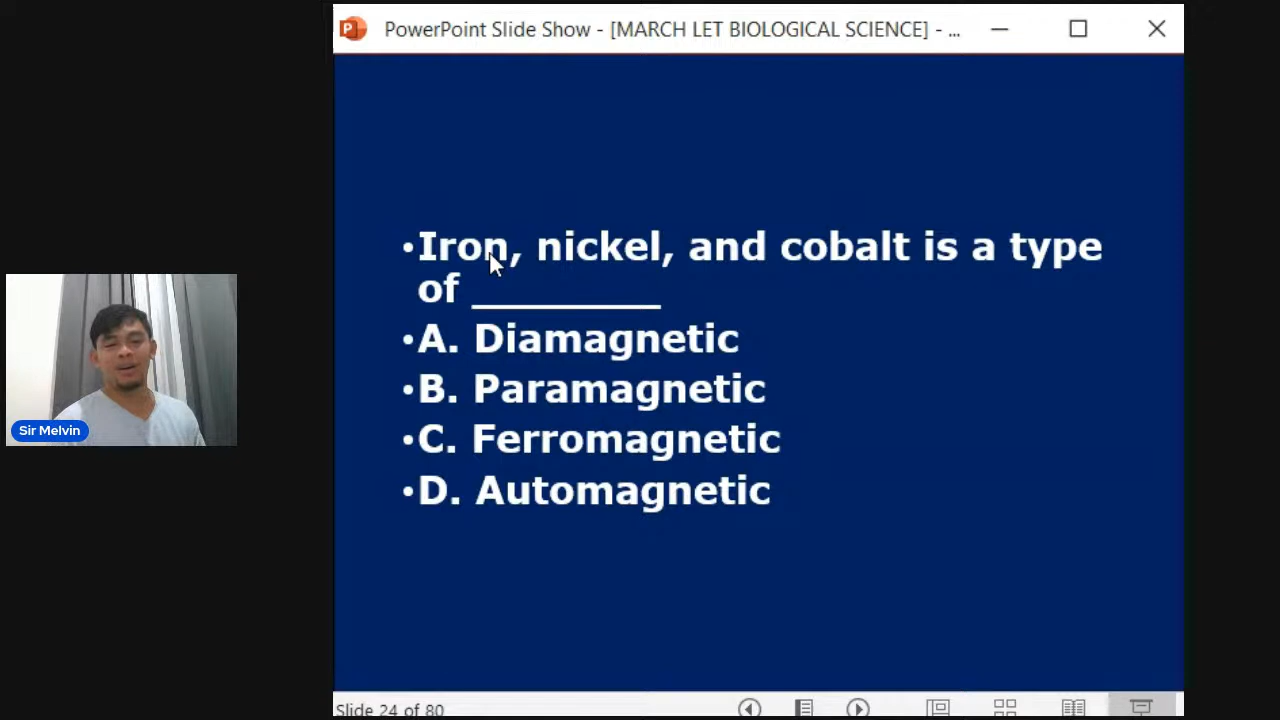 PowerPoint Slide Show - [MARCH LET BIOLOGICAL SCIENCE] - ...
•Iron, nickel, and cobalt is a type
of _________
•A. Diamagnetic
•B. Paramagnetic
•C. Ferromagnetic
•D. Automagnetic
Sir Melvin
Slide 24 of 80